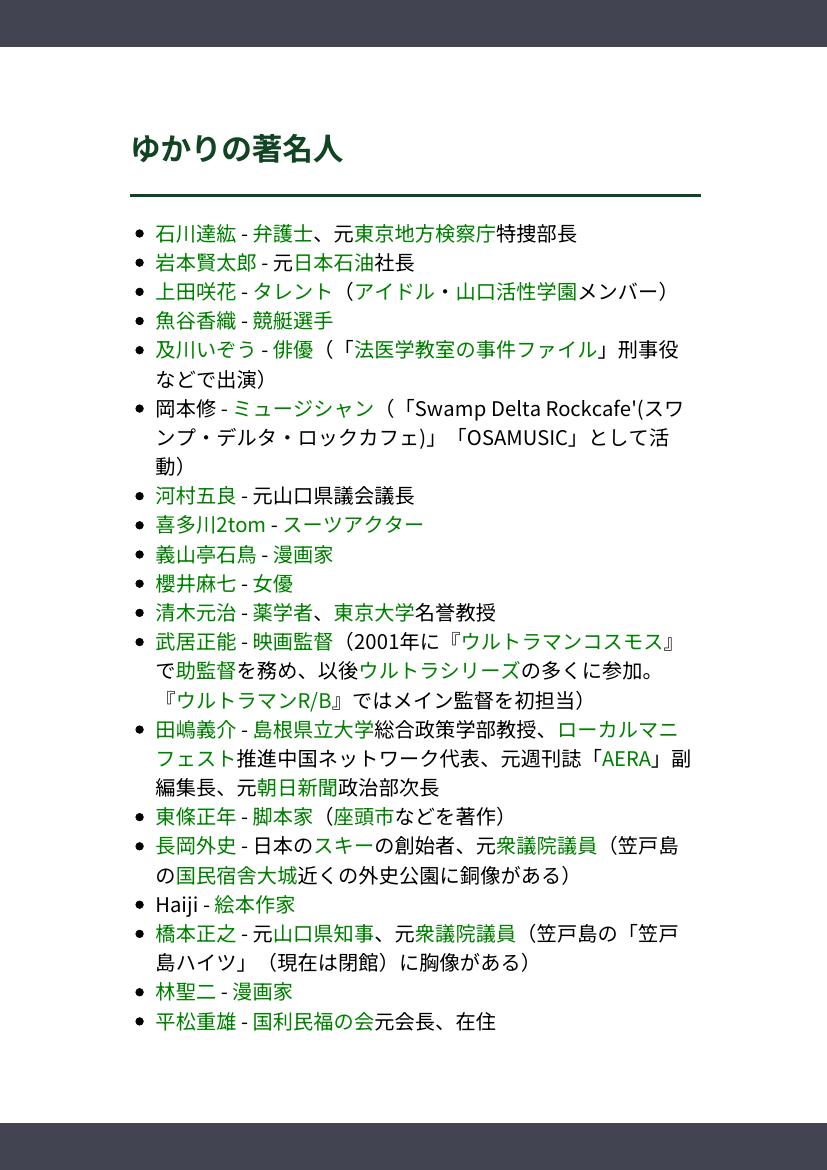 ゆかりの著名人
石川達紘 - 弁護士、元東京地方検察庁特捜部長
岩本賢太郎 - 元日本石油社長
上田咲花 - タレント（アイドル・山口活性学園メンバー）
魚谷香織 - 競艇選手
及川いぞう - 俳優（「法医学教室の事件ファイル」刑事役
などで出演）
岡本修 - ミュージシャン（「Swamp Delta Rockcafe'(スワ
ンプ・デルタ・ロックカフェ)」「OSAMUSIC」として活
動）
河村五良 - 元山口県議会議長
喜多川2tom - スーツアクター
義山亭石鳥 - 漫画家
櫻井麻七 - 女優
清木元治 - 薬学者、東京大学名誉教授
武居正能 - 映画監督（2001年に『ウルトラマンコスモス』
で助監督を務め、以後ウルトラシリーズの多くに参加。
『ウルトラマンR/B』ではメイン監督を初担当）
田嶋義介 - 島根県立大学総合政策学部教授、ローカルマニ
フェスト推進中国ネットワーク代表、元週刊誌「AERA」副
編集長、元朝日新聞政治部次長
東條正年 - 脚本家（座頭市などを著作）
長岡外史 - 日本のスキーの創始者、元衆議院議員（笠戸島
の国民宿舎大城近くの外史公園に銅像がある）
Haiji - 絵本作家
橋本正之 - 元山口県知事、元衆議院議員（笠戸島の「笠戸
島ハイツ」（現在は閉館）に胸像がある）
林聖二 - 漫画家
平松重雄 - 国利民福の会元会長、在住